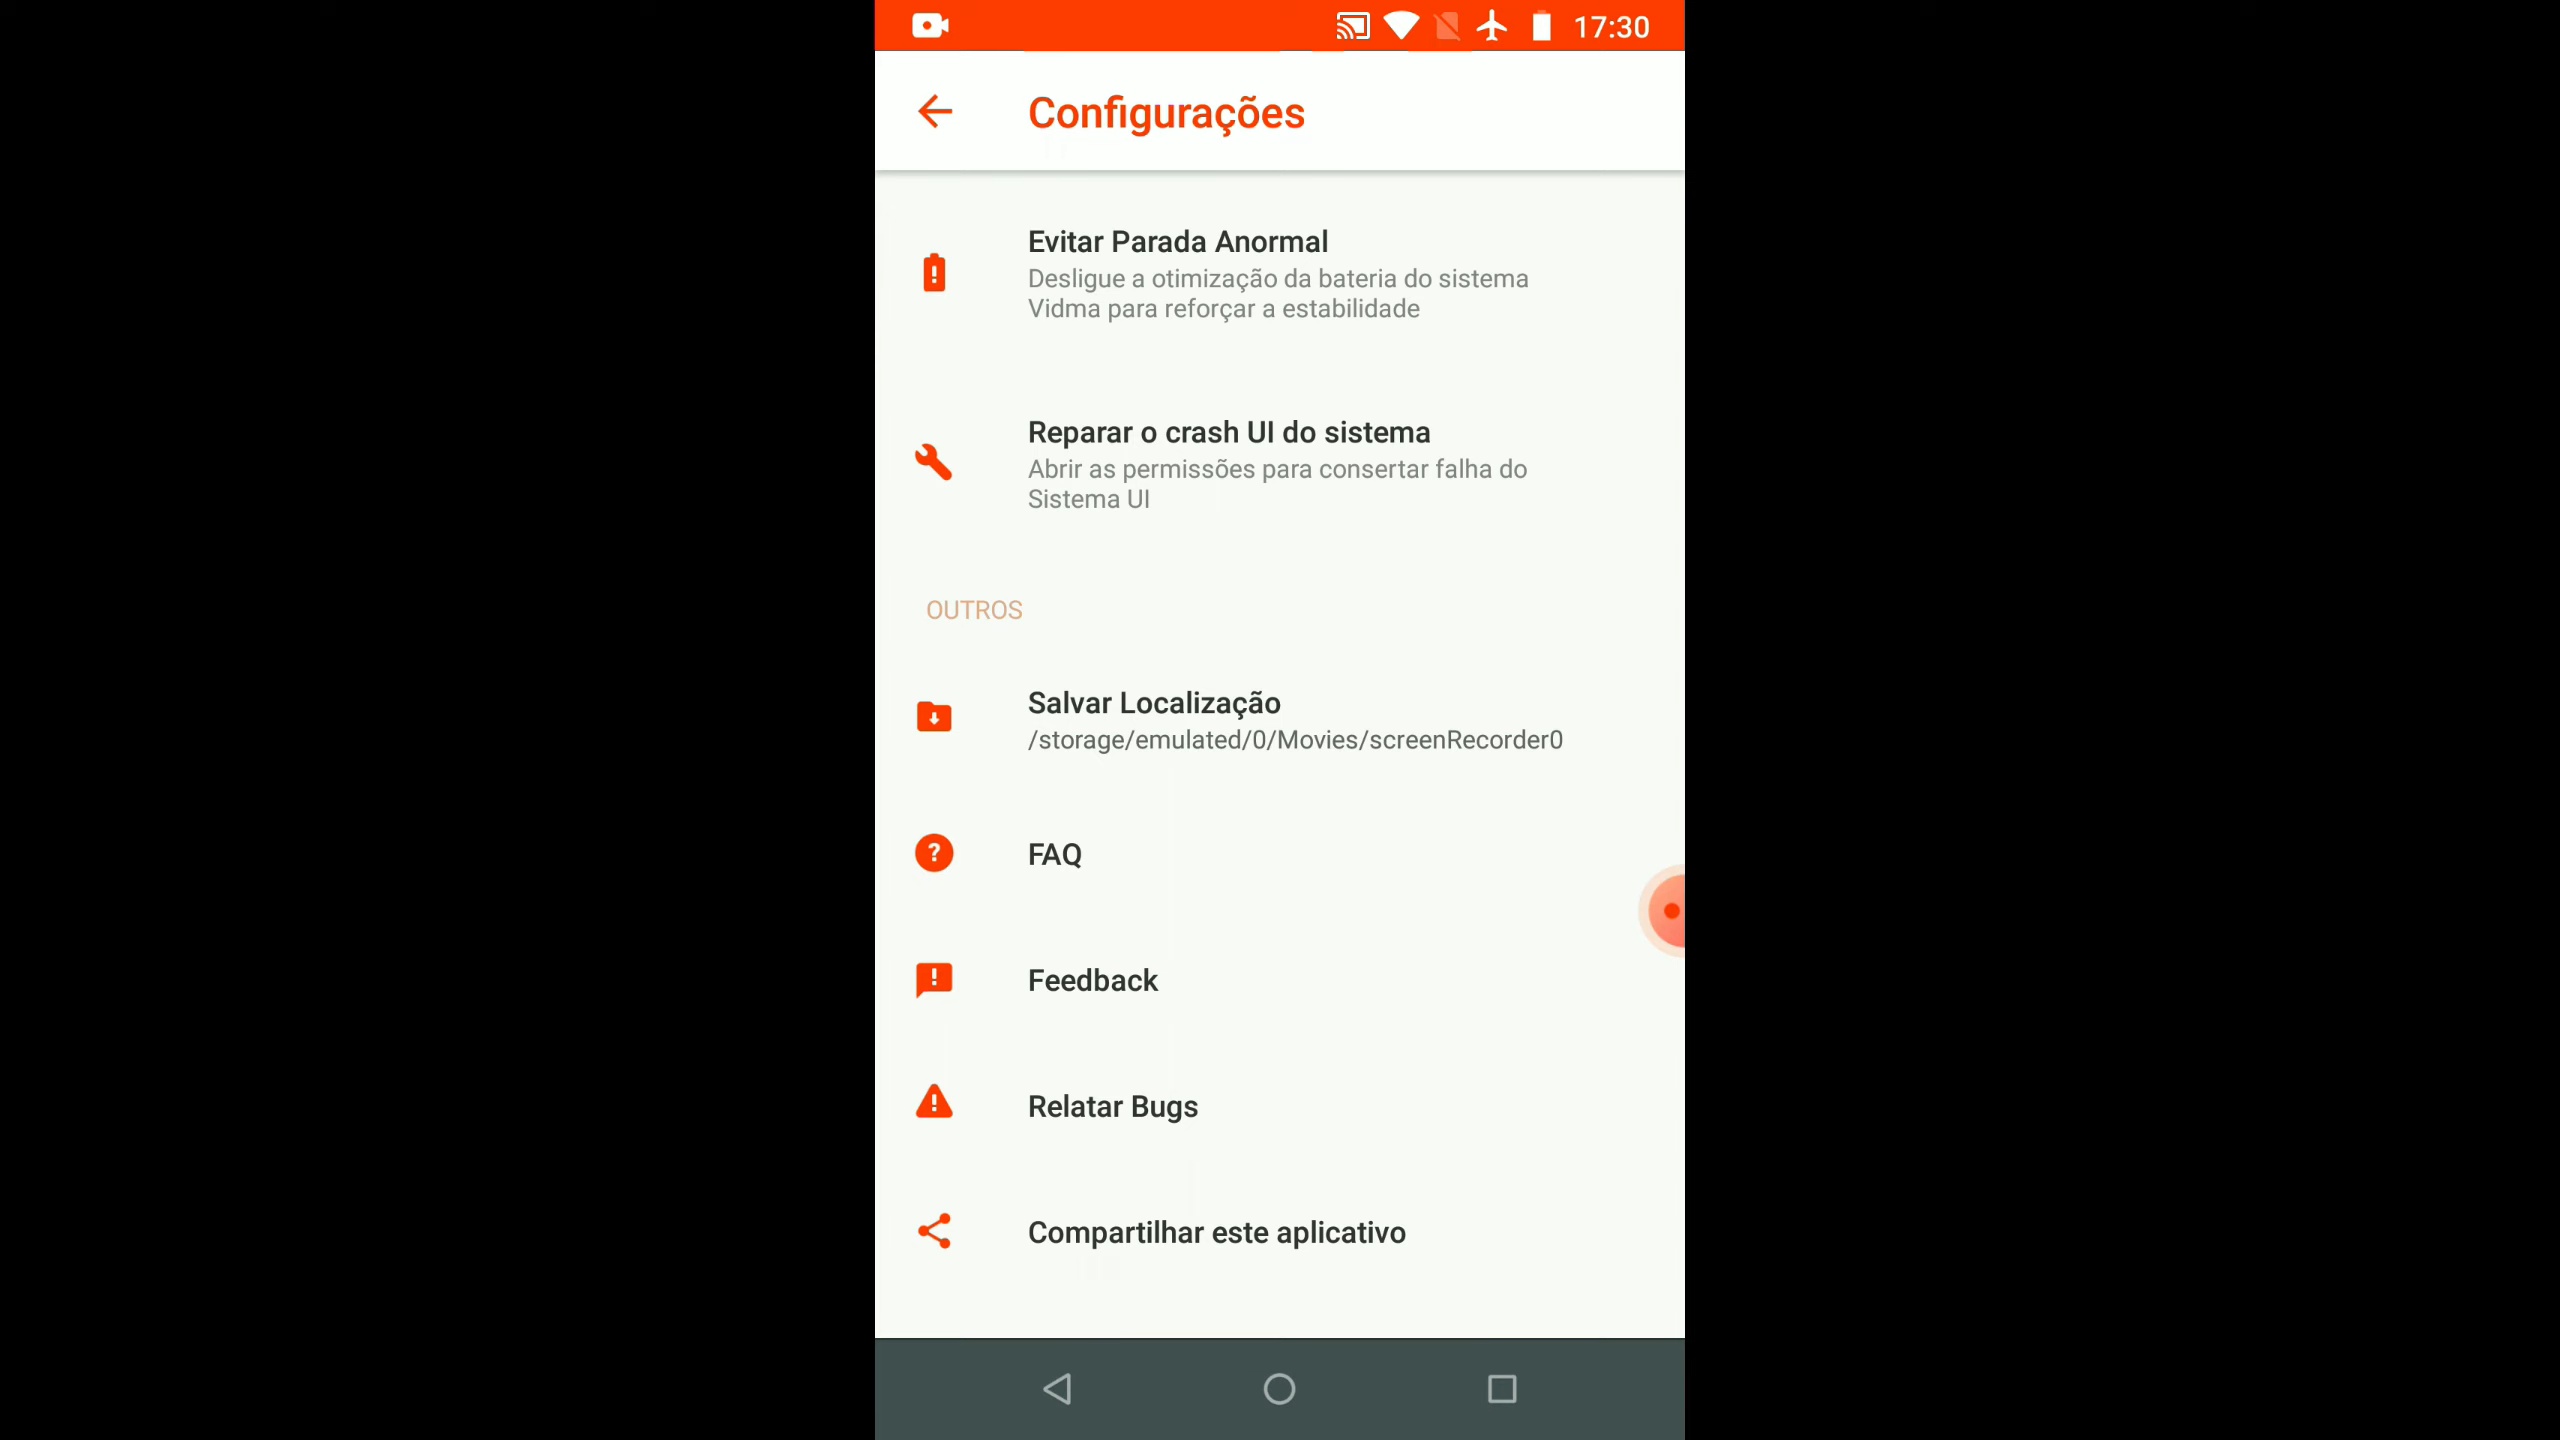 17:30
Configurações
Evitar Parada Anormal
Desligue a otimização da bateria do sistema
Vidma para reforçar a estabilidade
Reparar o crash UI do sistema
Abrir as permissões para consertar falha do
Sistema UI
OUTROS
Salvar Localização
/storage/emulated/0/Movies/screenRecorder0
FAQ
Feedback
Relatar Bugs
Compartilhar este aplicativo